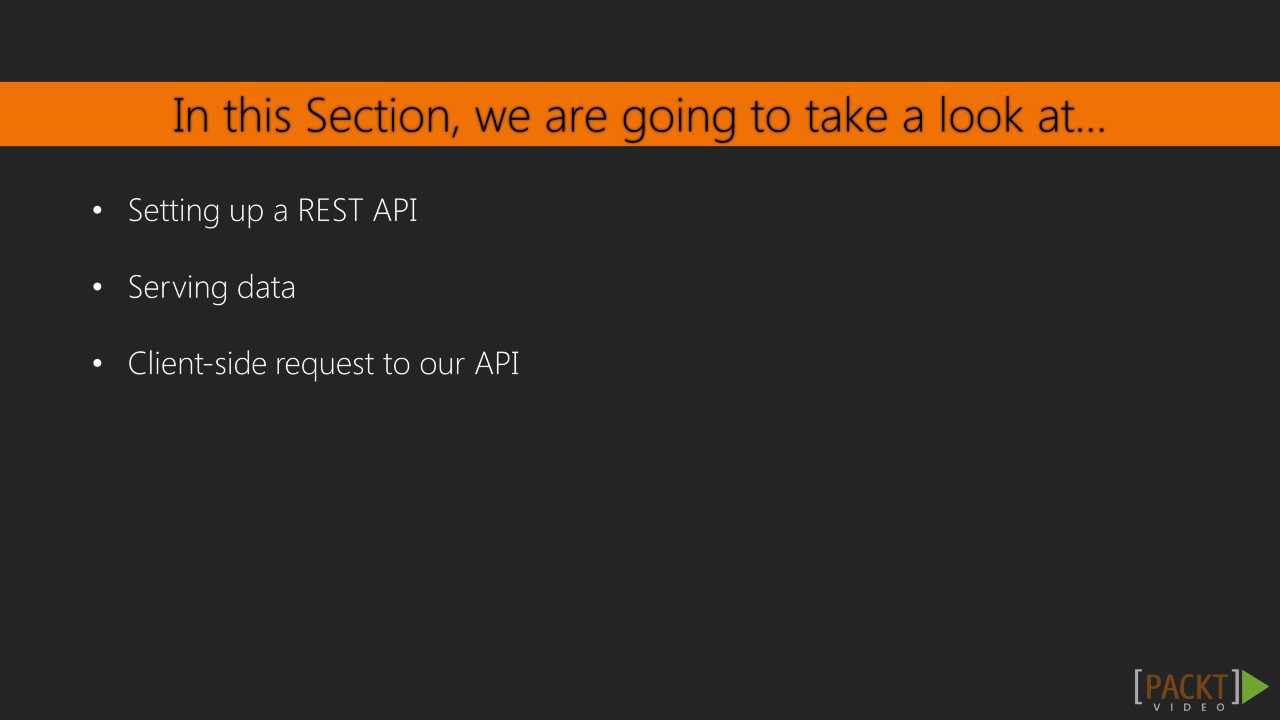 In this Section, we are going to take a look at...
• Setting up a REST API
• Serving data
• Client-side request to our API
[PACKT]
VIDEO